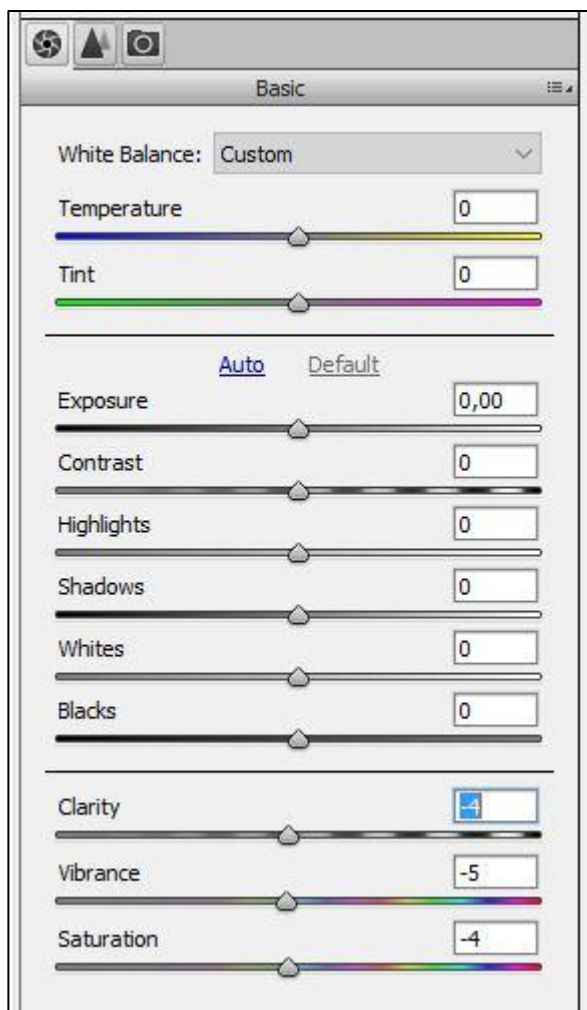 Basic
White Balance: Custom
Temperature 0
Tint 0
Auto Default
Exposure 0,00
Contrast 0
Highlights 0
Shadows 0
Whites 0
Blacks 0
Clarity -4
Vibrance -5
Saturation -4